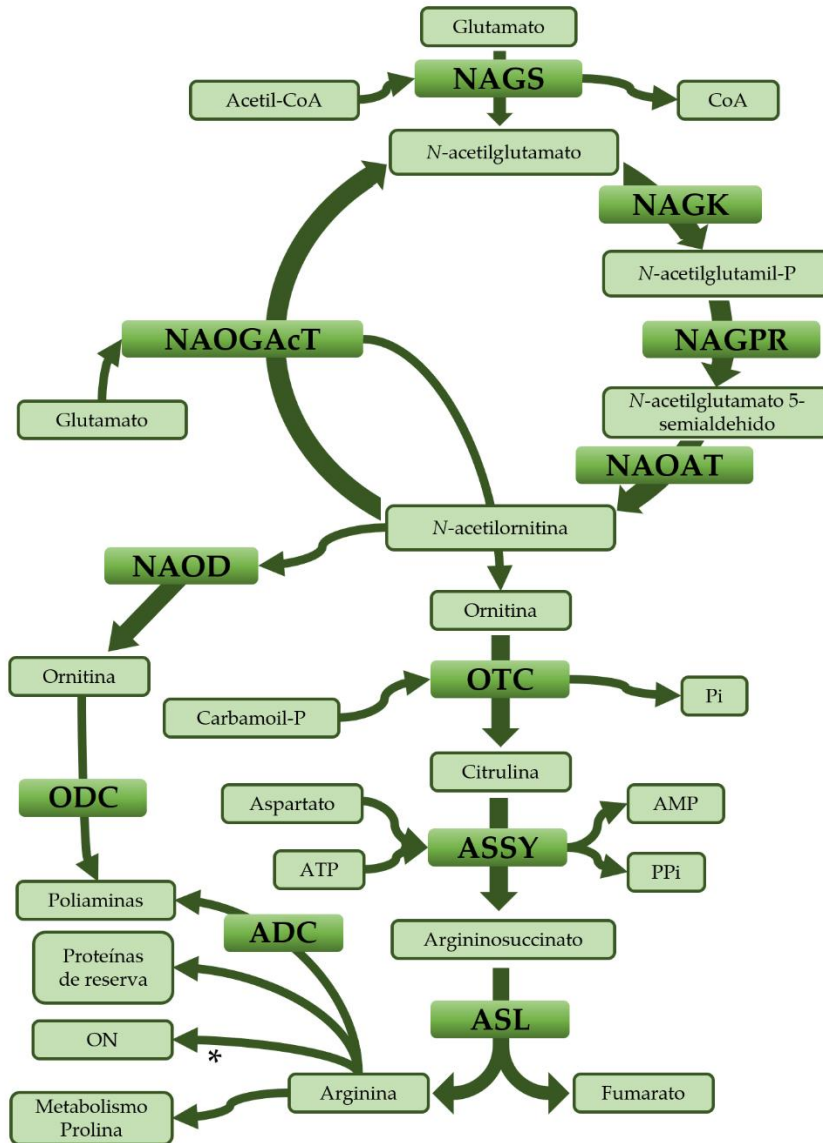 Glutamato
NAGS
Acetil-CoA
CoA
N-acetilglutamato
NAGK
N-acetilglutamil-P
NAOGAcT
NAGPR
Glutamato
N-acetilglutamato 5-
semialdehido
NAOAT
N-acetilornitina
NAOD
Ornitina
Ornitina
OTC
Carbamoil-P
Pi
Citrulina
ODC
Aspartato
AMP
ASSY
ATP
PPi
Poliaminas
ADC
Argininosuccinato
Proteínas
de reserva
ASL
ON
*
Arginina
Fumarato
Metabolismo
Prolina